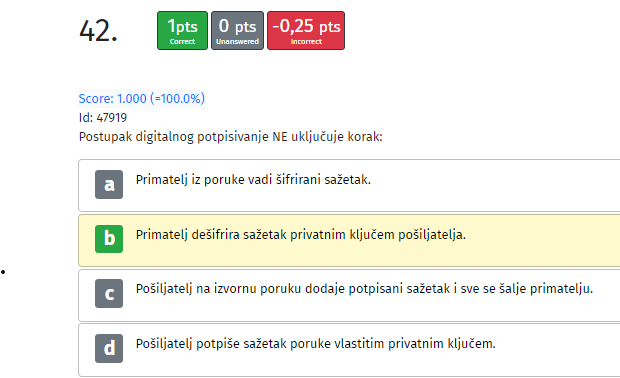 42.
1pts
Correct
0 pts
Unanswered
-0,25 pts
Incorrect
Score: 1.000 (=100.0%)
Id: 47919
Postupak digitalnog potpisivanje NE uključuje korak:
a Primatelj iz poruke vadi šifrirani sažetak.
b Primatelj dešifrira sažetak privatnim ključem pošiljatelja.
c Pošiljatelj na izvornu poruku dodaje potpisani sažetak i sve se šalje primatelju.
d Pošiljatelj potpiše sažetak poruke vlastitim privatnim ključem.